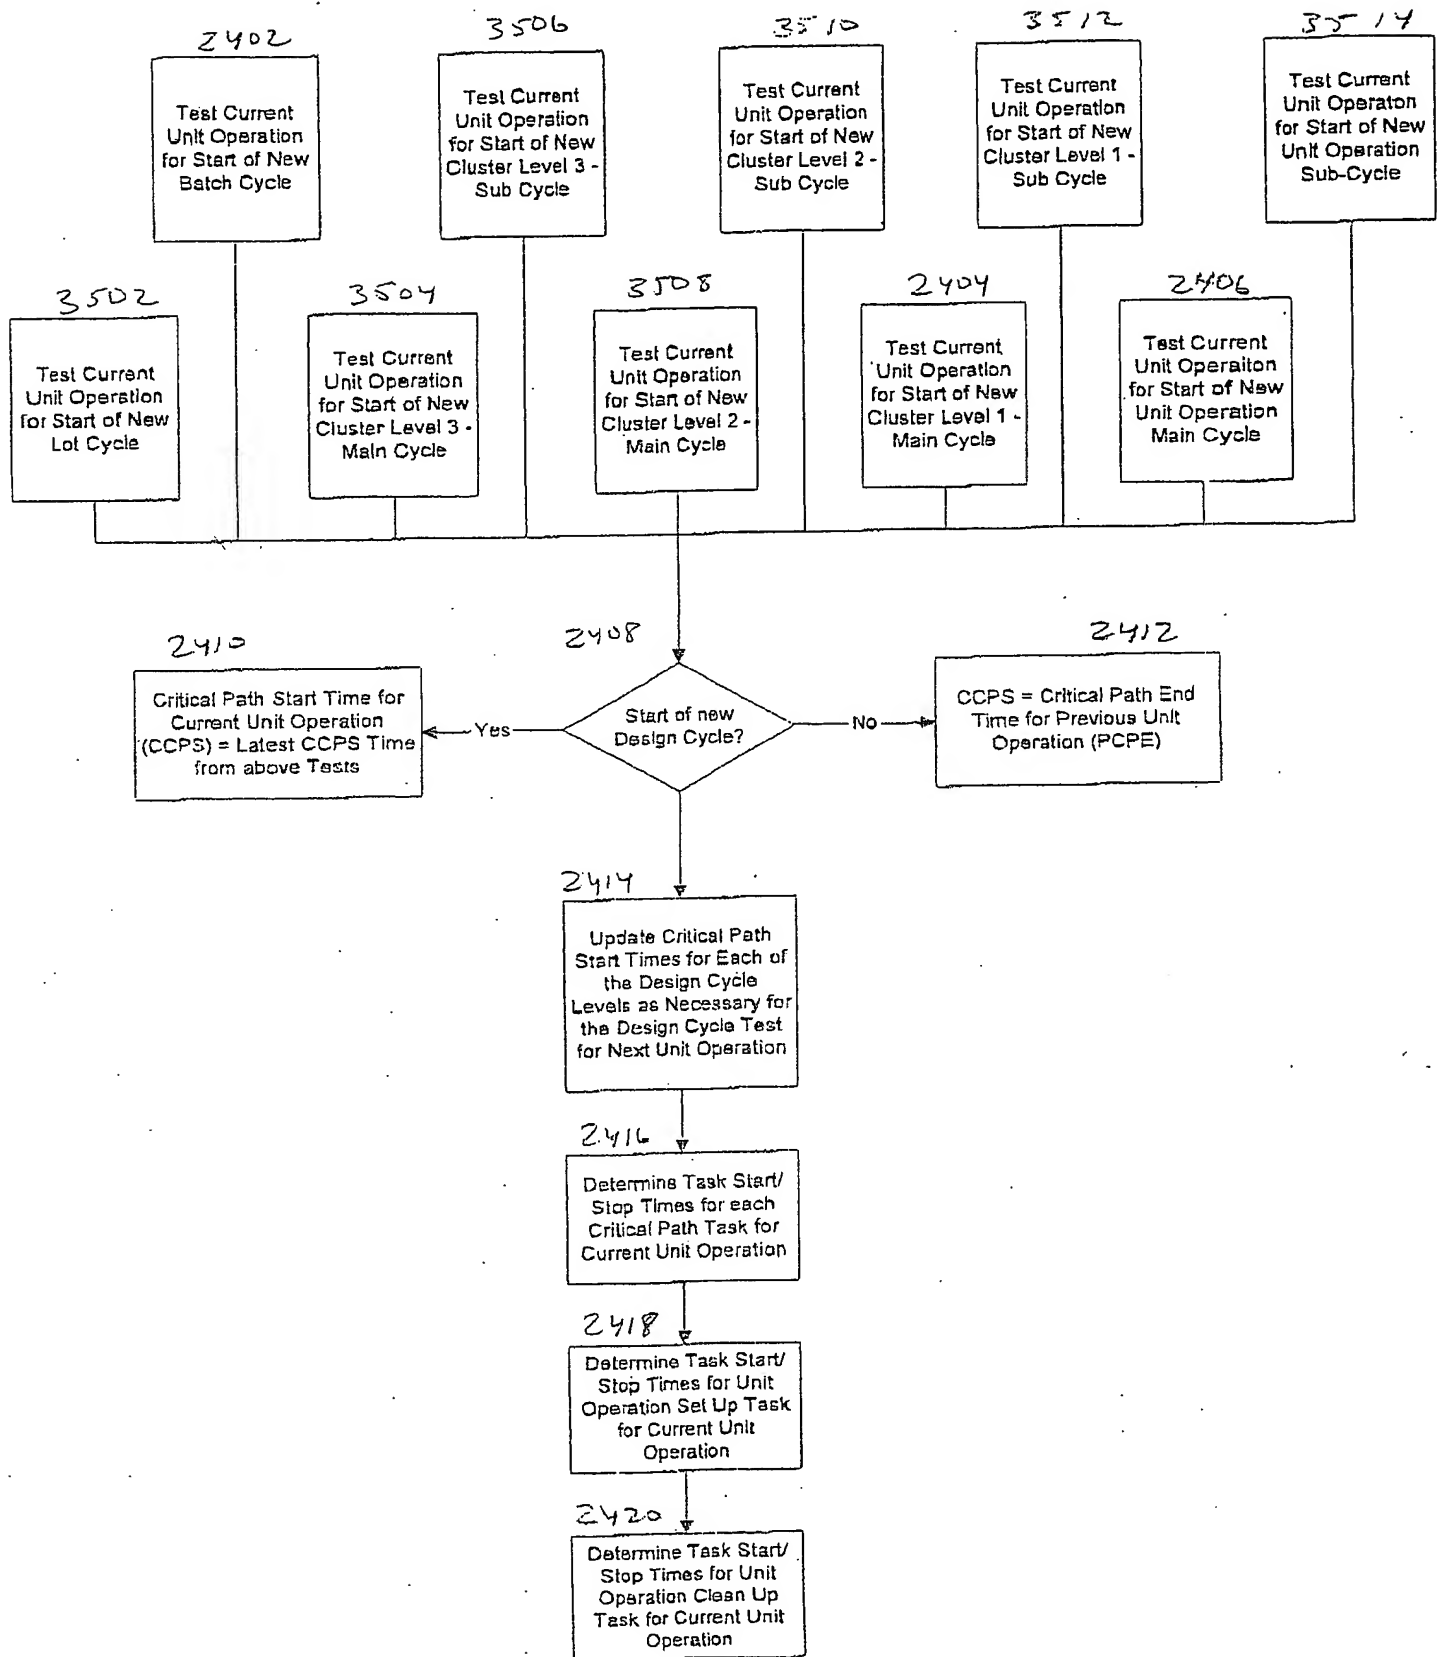 2402
Test Current
Unit Operation
for Start of New
Batch Cycle
3506
Test Current
Unit Operation
for Start of New
Cluster Level 3 -
Sub Cycle
3510
Test Current
Unit Operation
for Start of New
Cluster Level 2 -
Sub Cycle
3512
Test Current
Unit Operation
for Start of New
Cluster Level 1 -
Sub Cycle
3514
Test Current
Unit Operaton
for Start of New
Unit Operation
Sub-Cycle
3502
Test Current
Unit Operation
for Start of New
Lot Cycle
3504
Test Current
Unit Operation
for Start of New
Cluster Level 3 -
Main Cycle
3508
Test Current
Unit Operation
for Start of New
Cluster Level 2 -
Main Cycle
2404
Test Current
Unit Operation
for Start of New
Cluster Level 1 -
Main Cycle
2406
Test Current
Unit Operaiton
for Start of New
Unit Operation
Main Cycle
2410
Critical Path Start Time for
Current Unit Operation
(CCPS) = Latest CCPS Time
from above Tests
2408
Start of new
Design Cycle?
Yes
No
2412
CCPS = Critical Path End
Time for Previous Unit
Operation (PCPE)
2414
Update Critical Path
Start Times for Each of
the Design Cycle
Levels as Necessary for
the Design Cycle Test
for Next Unit Operation
2416
Determine Task Start/
Stop Times for each
Critical Path Task for
Current Unit Operation
2418
Determine Task Start/
Stop Times for Unit
Operation Set Up Task
for Current Unit
Operation
2420
Determine Task Start/
Stop Times for Unit
Operation Clean Up
Task for Current Unit
Operation